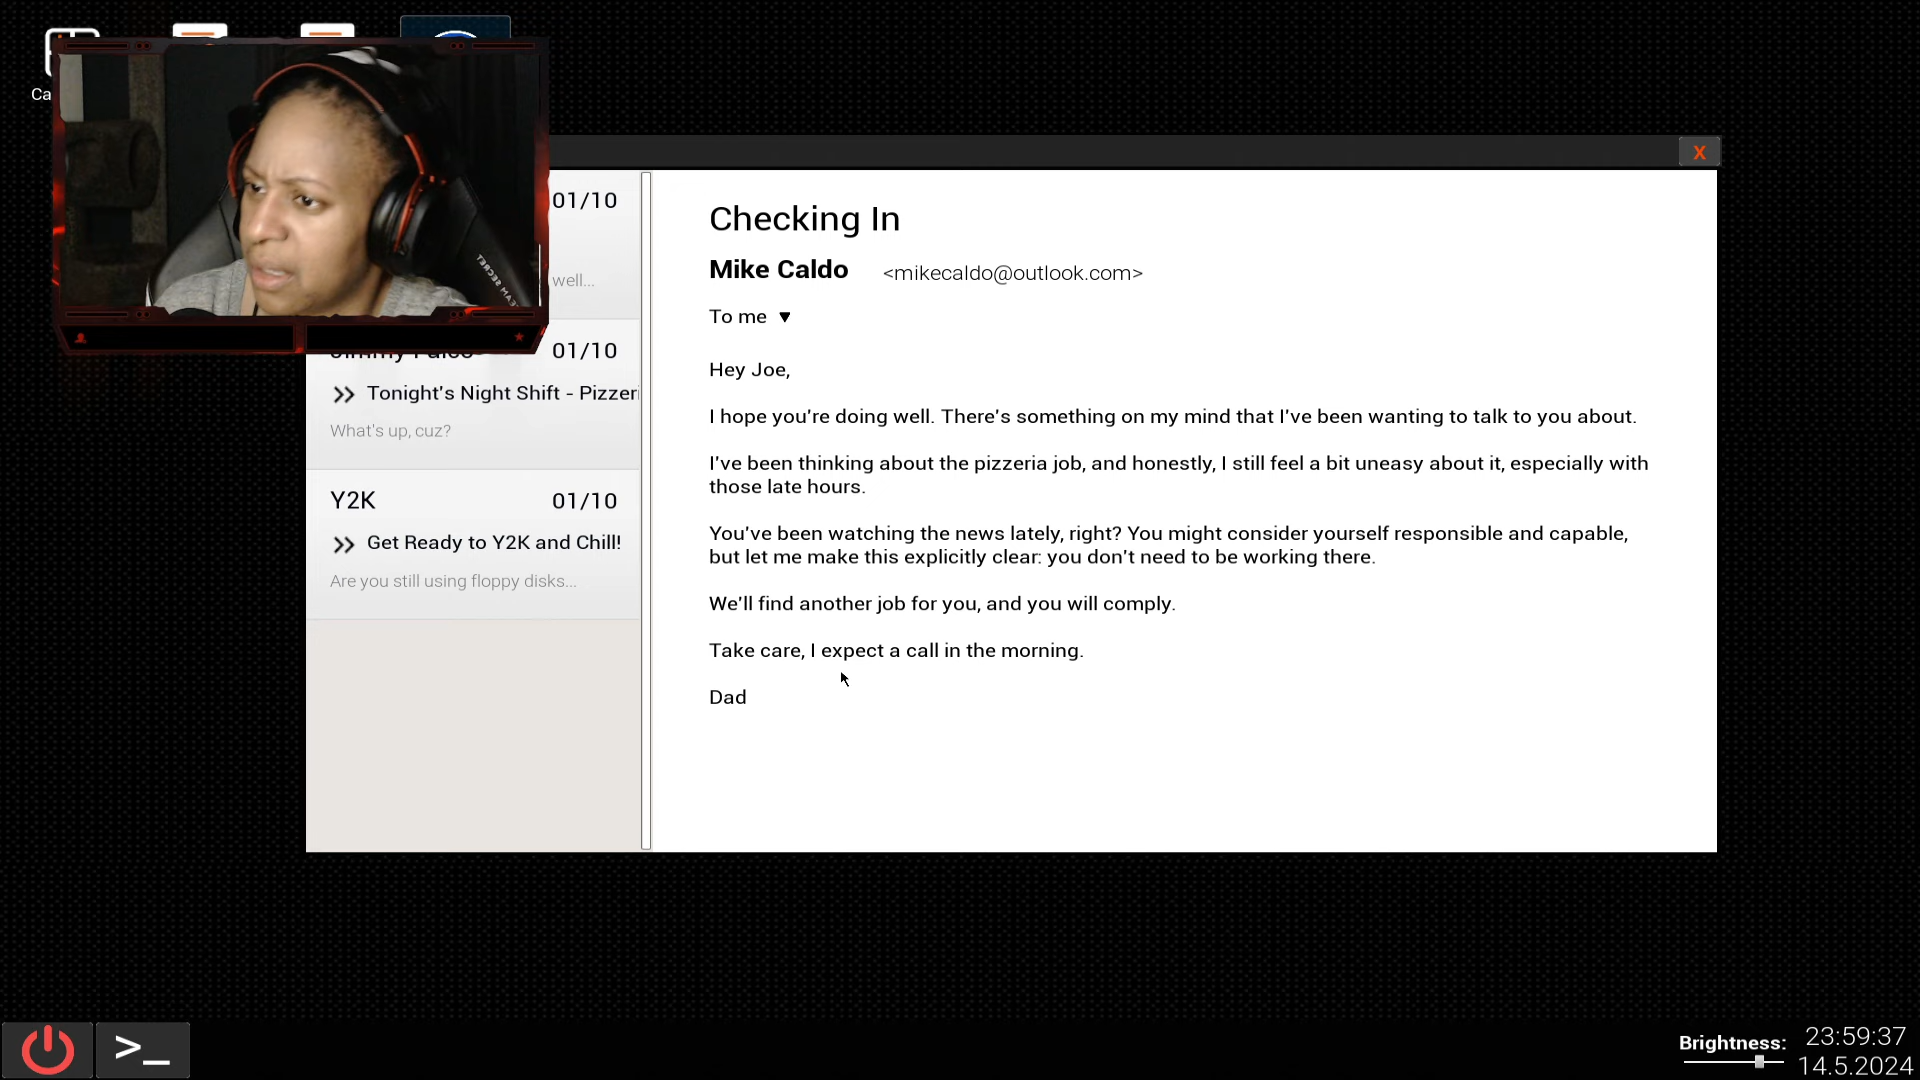 Ca
X
01/10
well...
01/10
Tonight's Night Shift - Pizzeri
What's up, cuz?
Y2K
01/10
Get Ready to Y2K and Chill!
Are you still using floppy disks...
Checking In
Mike Caldo <mikecaldo@outlook.com>
To me ▼
Hey Joe,
I hope you're doing well. There's something on my mind that I've been wanting to talk to you about.
I've been thinking about the pizzeria job, and honestly, I still feel a bit uneasy about it, especially with
those late hours.
You've been watching the news lately, right? You might consider yourself responsible and capable,
but let me make this explicitly clear: you don't need to be working there.
We'll find another job for you, and you will comply.
Take care, I expect a call in the morning.
Dad
>_
Brightness:
23:59:37
14.5.2024